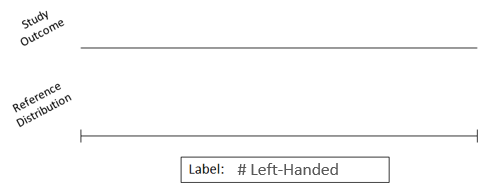 Study
Outcome
Reference
Distribution
Label: # Left-Handed